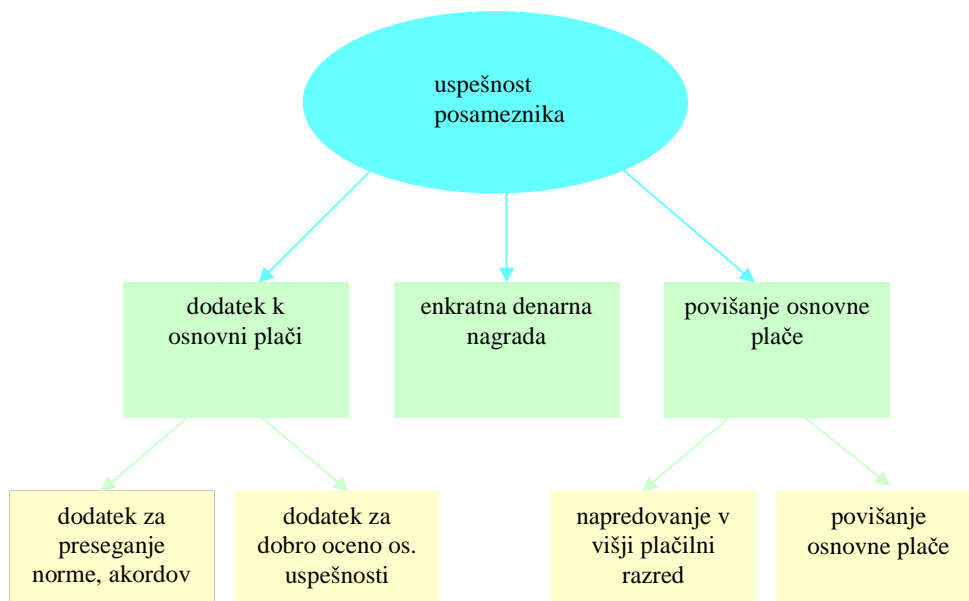 uspešnost
posameznika
dodatek k
osnovni plači
enkratna denarna
nagrada
povišanje osnovne
plače
dodatek za
preseganje
norme, akordov
dodatek za
dobro oceno os.
uspešnosti
napredovanje v
višji plačilni
razred
povišanje
osnovne plače